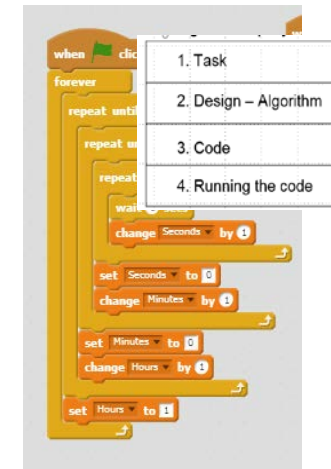 when clic
1. Task
forever
2. Design – Algorithm
repeat until
3. Code
repeat
4. Running the code
wait
change Seconds by 1
set Seconds to 0
change Minutes by 1
set Minutes to 0
change Hours by 1
set Hours to 1